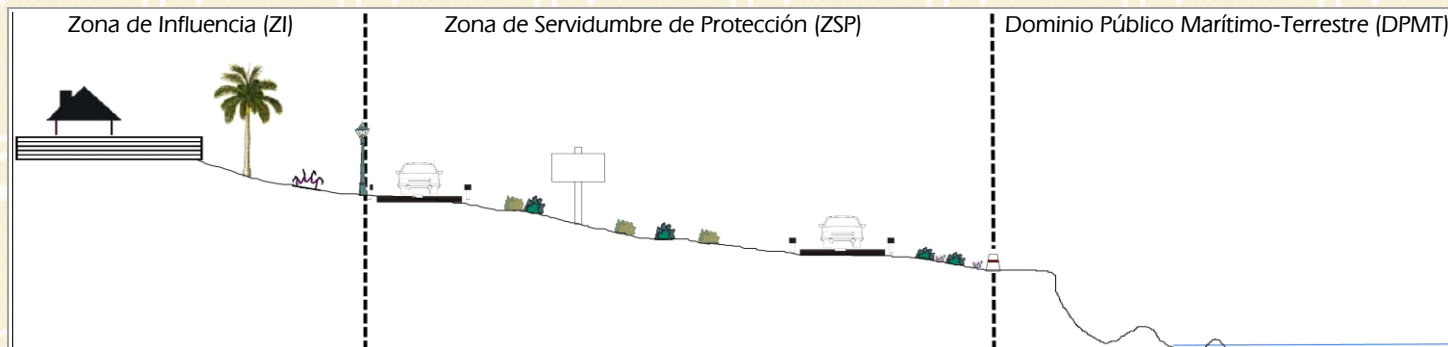 Zona de Influencia (ZI)
Zona de Servidumbre de Protección (ZSP)
Dominio Público Marítimo-Terrestre (DPMT)